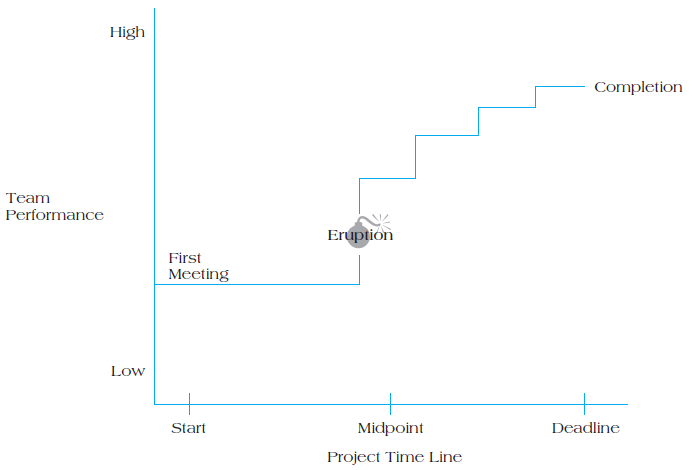 High
Completion
Team
Performance
Eruption
First
Meeting
Low
Start
Midpoint
Deadline
Project Time Line